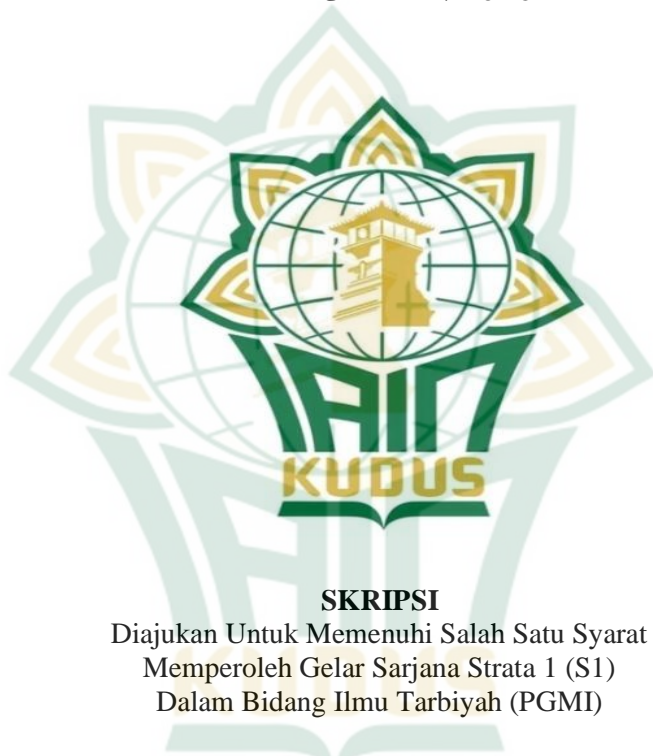 IAIN
KUDUS
SKRIPSI
Diajukan Untuk Memenuhi Salah Satu Syarat
Memperoleh Gelar Sarjana Strata 1 (S1)
Dalam Bidang Ilmu Tarbiyah (PGMI)